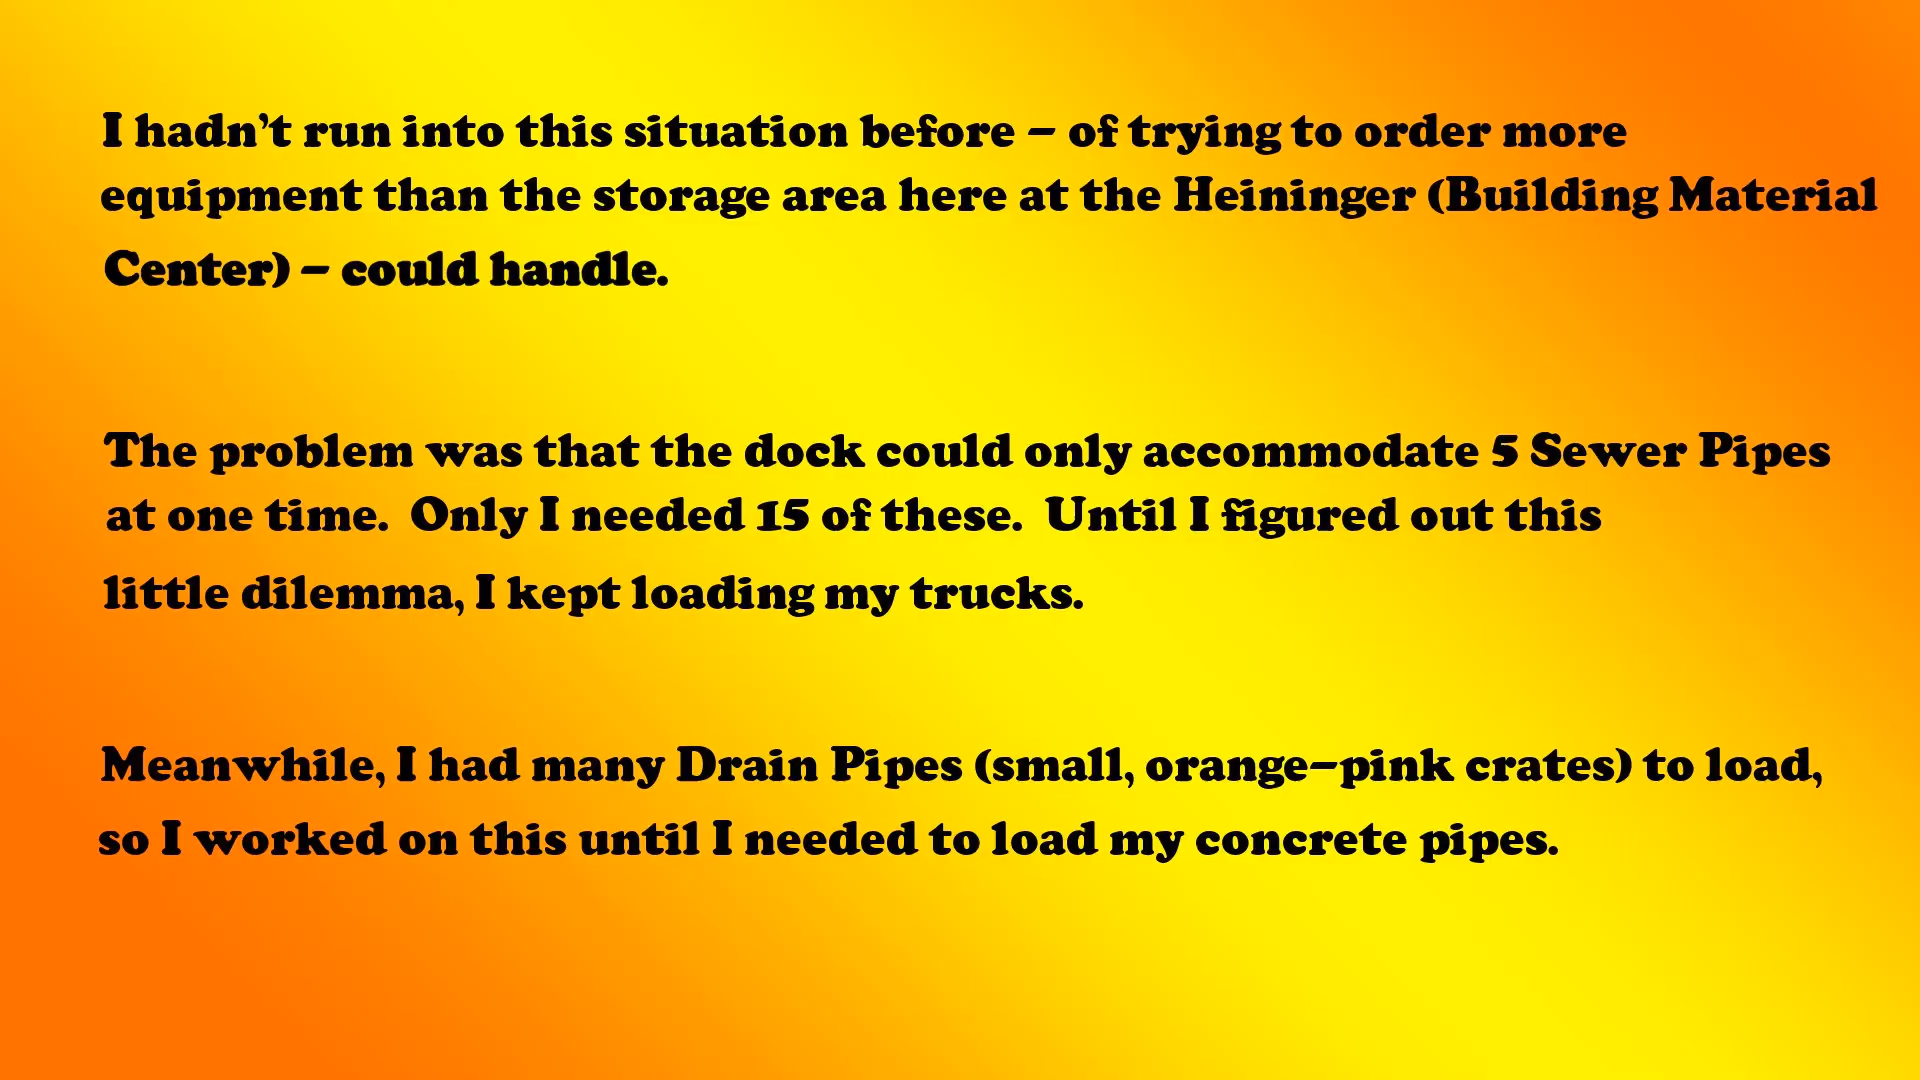 I hadn’t run into this situation before – of trying to order more
equipment than the storage area here at the Heininger (Building Material
Center) – could handle.
The problem was that the dock could only accommodate 5 Sewer Pipes
at one time.  Only I needed 15 of these.  Until I figured out this
little dilemma, I kept loading my trucks.
Meanwhile, I had many Drain Pipes (small, orange–pink crates) to load,
so I worked on this until I needed to load my concrete pipes.